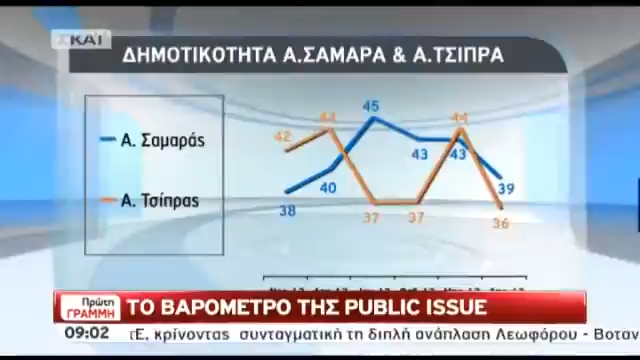 ΣΚΑΪ
ΔΗΜΟΤΙΚΟΤΗΤΑ Α.ΣΑΜΑΡΑ & Α.ΤΣΙΠΡΑ
Α. Σαμαράς
Α. Τσίπρας
42 44 45 43 44 43 39
38 40 37 37 36
Πρώτη
ΓΡΑΜΜΗ
ΤΟ ΒΑΡΟΜΕΤΡΟ ΤΗΣ PUBLIC ISSUE
09:02 τΕ, κρίνοντας συνταγματική τη διπλή ανάπλαση Λεωφόρου - Βοταν